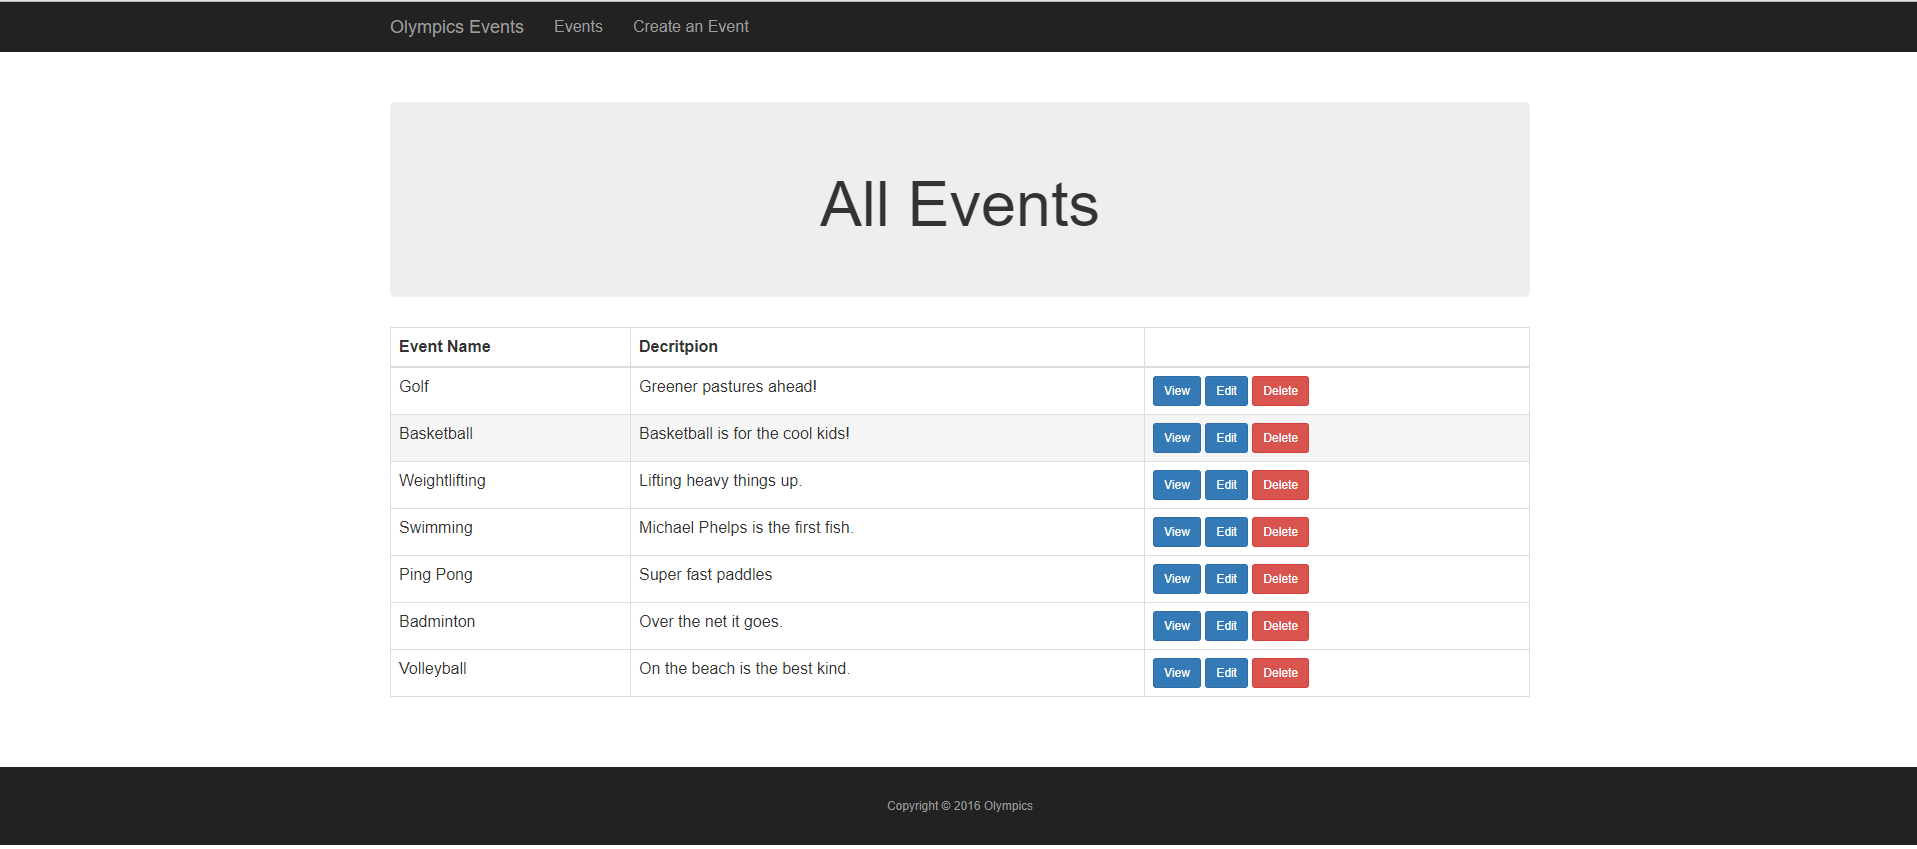 Olympics Events Events Create an Event
All Events
Event Name Decritpion
Golf Greener pastures ahead! View Edit Delete
Basketball Basketball is for the cool kids! View Edit Delete
Weightlifting Lifting heavy things up. View Edit Delete
Swimming Michael Phelps is the first fish. View Edit Delete
Ping Pong Super fast paddles View Edit Delete
Badminton Over the net it goes. View Edit Delete
Volleyball On the beach is the best kind. View Edit Delete
Copyright © 2016 Olympics